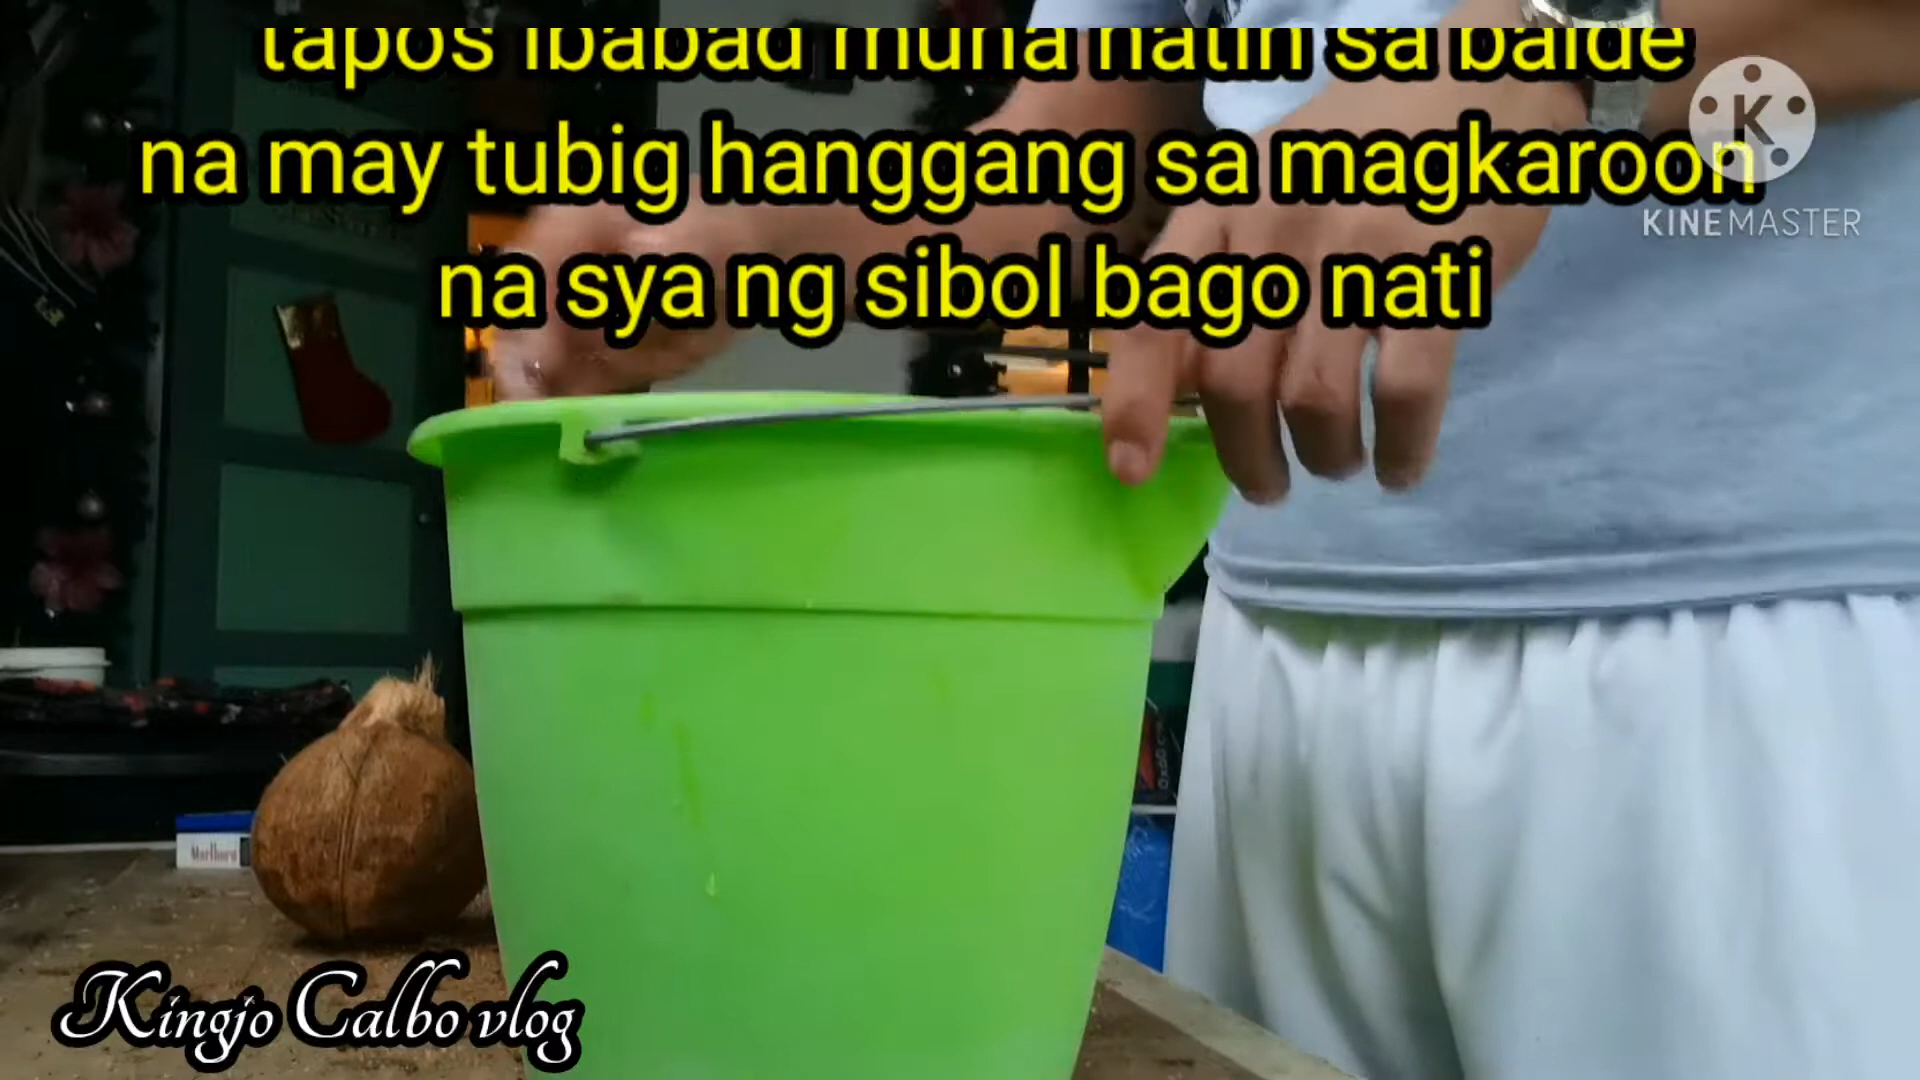 tapos ibabad muna natin sa balde
na may tubig hanggang sa magkaroon
na sya ng sibol bago nati
K
KINEMASTER
Marlboro
Kingjo Calbo vlog